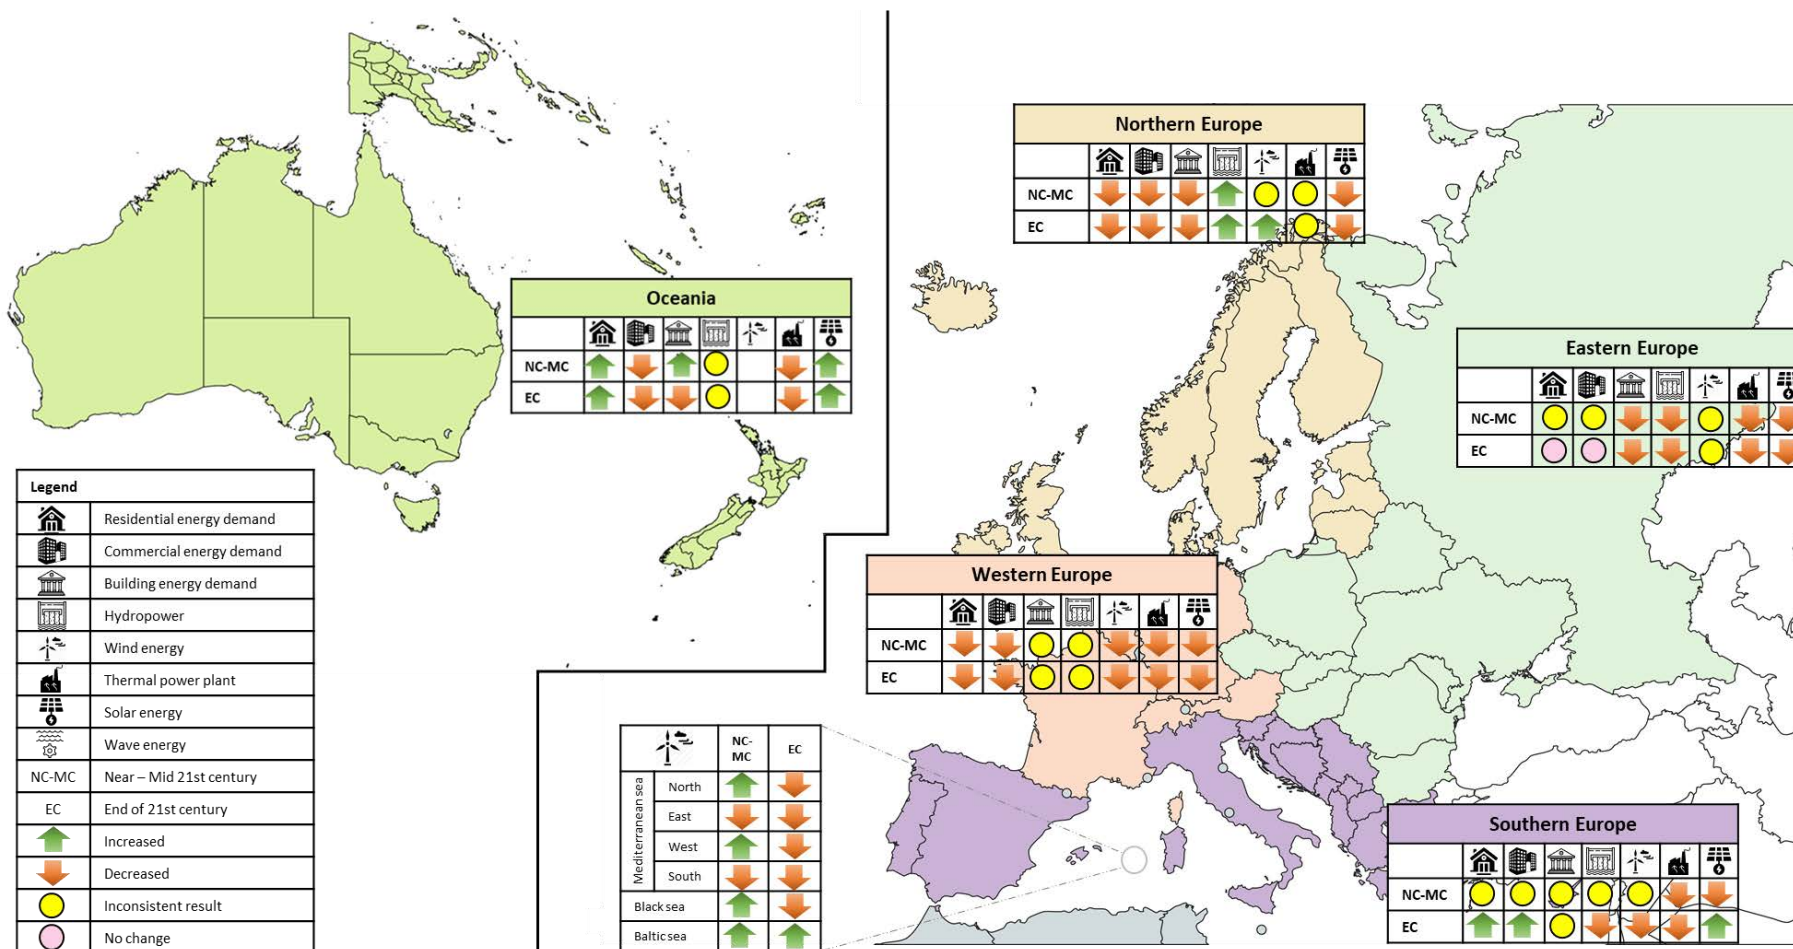 Northern Europe
NC-MC
EC
Oceania
NC-MC
EC
Eastern Europe
NC-MC
EC
Legend
Residential energy demand
Commercial energy demand
Building energy demand
Hydropower
Wind energy
Thermal power plant
Solar energy
Wave energy
NC-MC Near – Mid 21st century
EC End of 21st century
Increased
Decreased
Inconsistent result
No change
Western Europe
NC-MC
EC
NC-
MC
EC
Mediterranean sea
North
East
West
South
Black sea
Baltic sea
Southern Europe
NC-MC
EC